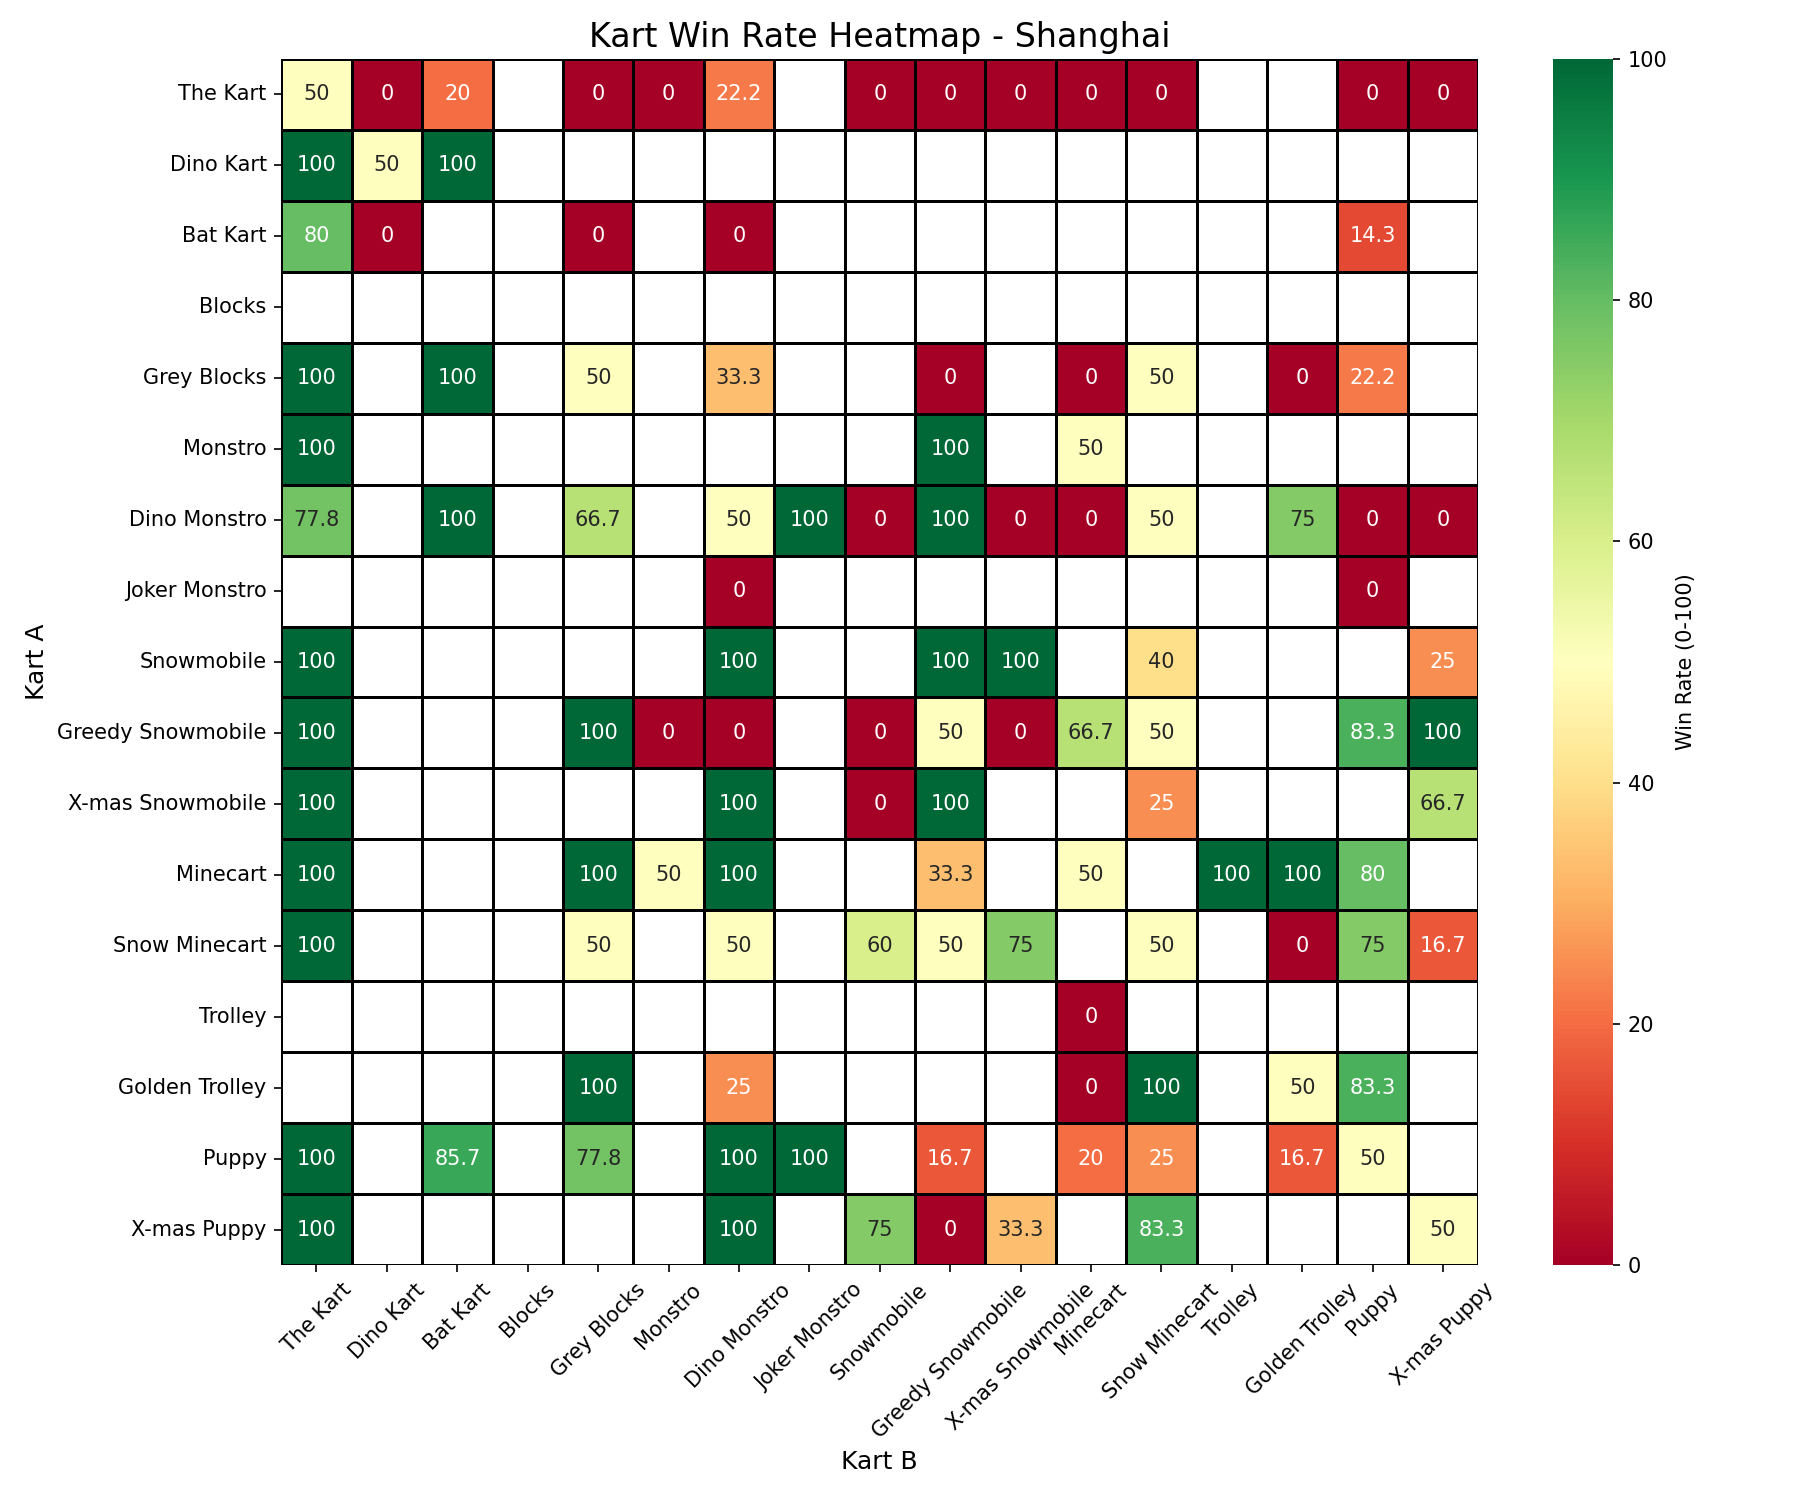 Kart Win Rate Heatmap - Shanghai
The Kart 50 0 20 0 0 22.2 0 0 0 0 0 0 0
Dino Kart 100 50 100
Bat Kart 80 0 0 0 14.3
Blocks
Grey Blocks 100 100 50 33.3 0 0 50 0 22.2
Monstro 100 100 50
Dino Monstro 77.8 100 66.7 50 100 0 100 0 0 50 75 0 0
Joker Monstro 0 0
Snowmobile 100 100 100 100 40 25
Greedy Snowmobile 100 100 0 0 0 50 0 66.7 50 83.3 100
X-mas Snowmobile 100 100 0 100 25 66.7
Minecart 100 100 50 100 33.3 50 100 100 80
Snow Minecart 100 50 50 60 50 75 50 0 75 16.7
Trolley 0
Golden Trolley 100 25 0 100 50 83.3
Puppy 100 85.7 77.8 100 100 16.7 20 25 16.7 50
X-mas Puppy 100 100 75 0 33.3 83.3 50
The Kart Dino Kart Bat Kart Blocks Grey Blocks Monstro Dino Monstro Joker Monstro Snowmobile Greedy Snowmobile X-mas Snowmobile Minecart Snow Minecart Trolley Golden Trolley Puppy X-mas Puppy
Kart B
Kart A
100
80
60
40
20
0
Win Rate (0-100)